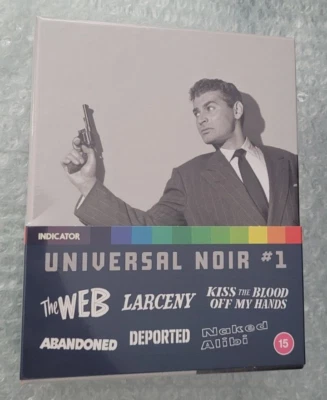 INDICATOR
UNIVERSAL NOIR #1
The WEB
LARCENY
KISS THE BLOOD
OFF MY HANDS
ABANDONED
DEPORTED
Naked
Alibi
15